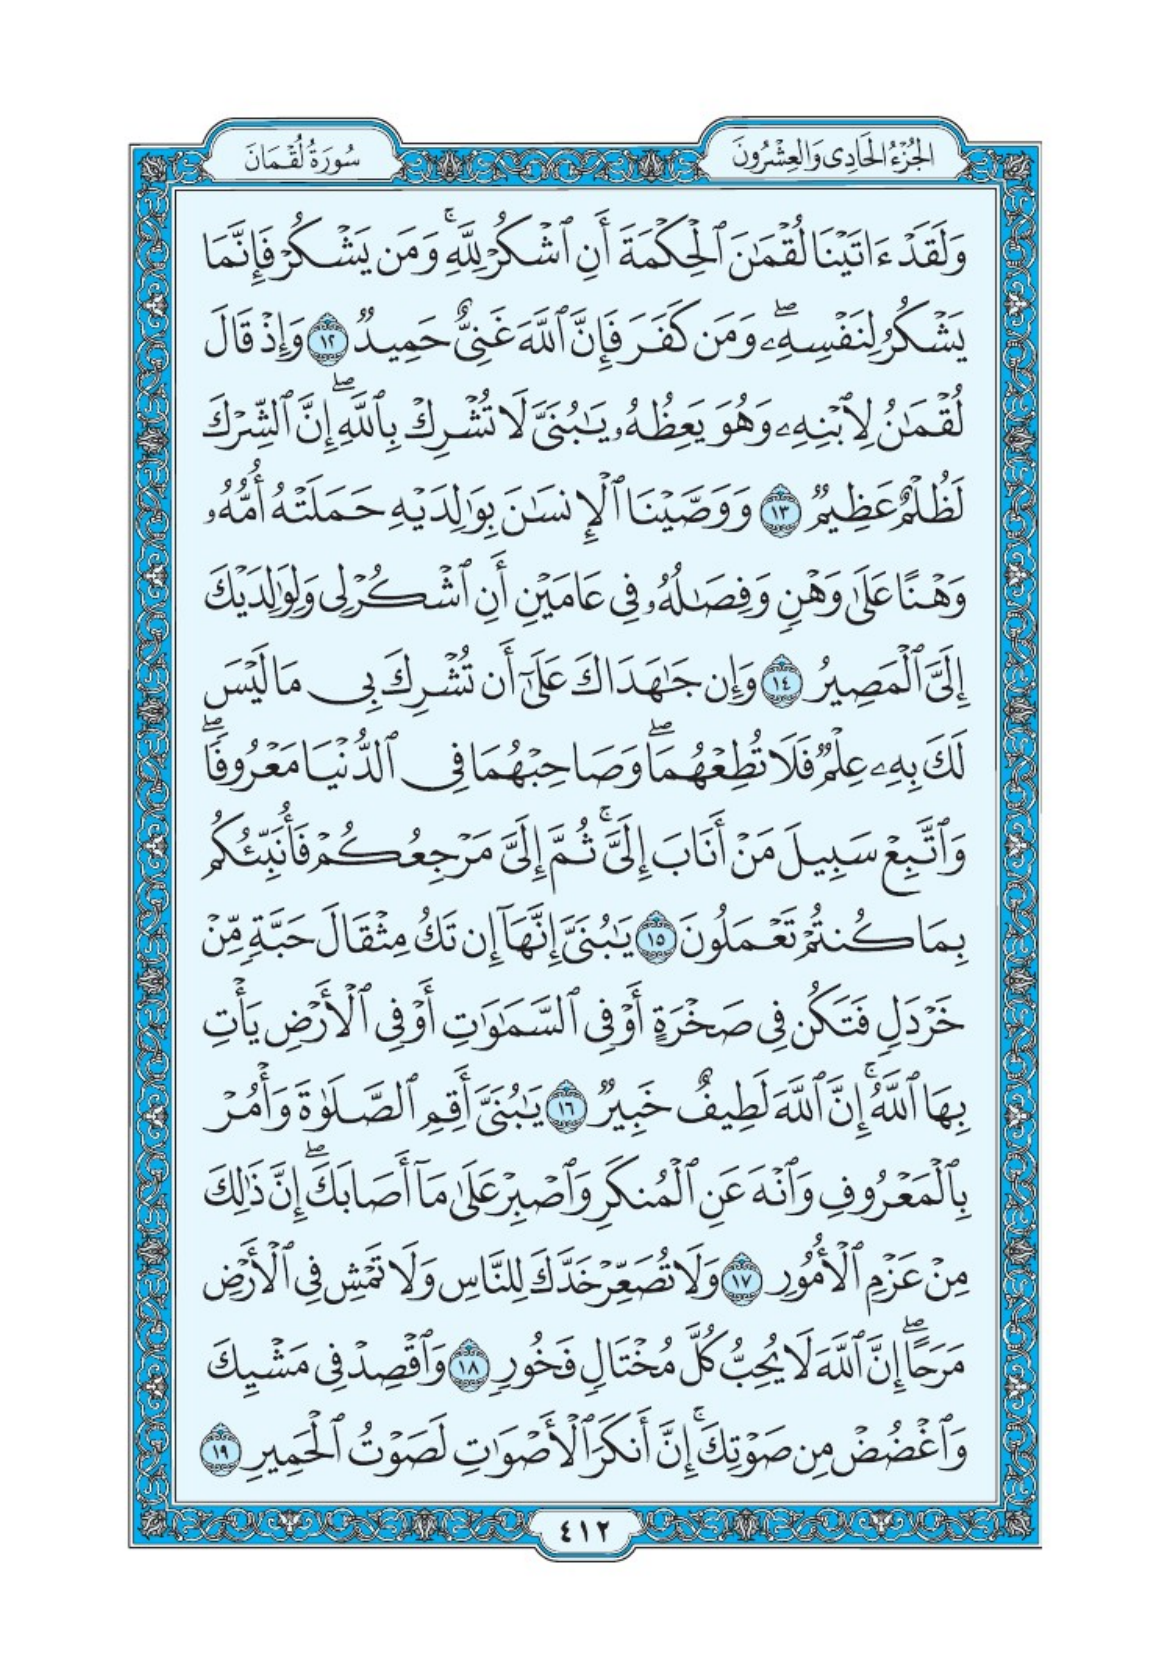 الجُزْءُ الحَادِى وَالعِشْرُونَ
سُورَةُ لُقْمَانَ
وَلَقَدْ ءَاتَيْنَا لُقْمَٰنَ ٱلْحِكْمَةَ أَنِ ٱشْكُرْ لِلَّهِۚ وَمَن يَشْكُرْ فَإِنَّمَا
يَشْكُرُ لِنَفْسِهِۦۖ وَمَن كَفَرَ فَإِنَّ ٱللَّهَ غَنِىٌّ حَمِيدٌ ١٢ وَإِذْ قَالَ
لُقْمَٰنُ لِٱبْنِهِۦ وَهُوَ يَعِظُهُۥ يَٰبُنَىَّ لَا تُشْرِكْ بِٱللَّهِۖ إِنَّ ٱلشِّرْكَ
لَظُلْمٌ عَظِيمٌ ١٣ وَوَصَّيْنَا ٱلْإِنسَٰنَ بِوَٰلِدَيْهِ حَمَلَتْهُ أُمُّهُۥ
وَهْنًا عَلَىٰ وَهْنٍ وَفِصَٰلُهُۥ فِى عَامَيْنِ أَنِ ٱشْكُرْ لِى وَلِوَٰلِدَيْكَ
إِلَىَّ ٱلْمَصِيرُ ١٤ وَإِن جَٰهَدَاكَ عَلَىٰٓ أَن تُشْرِكَ بِى مَا لَيْسَ
لَكَ بِهِۦ عِلْمٌ فَلَا تُطِعْهُمَاۖ وَصَاحِبْهُمَا فِى ٱلدُّنْيَا مَعْرُوفًاۖ
وَٱتَّبِعْ سَبِيلَ مَنْ أَنَابَ إِلَىَّۚ ثُمَّ إِلَىَّ مَرْجِعُكُمْ فَأُنَبِّئُكُم
بِمَا كُنتُمْ تَعْمَلُونَ ١٥ يَٰبُنَىَّ إِنَّهَآ إِن تَكُ مِثْقَالَ حَبَّةٍ مِّنْ
خَرْدَلٍ فَتَكُن فِى صَخْرَةٍ أَوْ فِى ٱلسَّمَٰوَٰتِ أَوْ فِى ٱلْأَرْضِ يَأْتِ
بِهَا ٱللَّهُۚ إِنَّ ٱللَّهَ لَطِيفٌ خَبِيرٌ ١٦ يَٰبُنَىَّ أَقِمِ ٱلصَّلَوٰةَ وَأْمُرْ
بِٱلْمَعْرُوفِ وَٱنْهَ عَنِ ٱلْمُنكَرِ وَٱصْبِرْ عَلَىٰ مَآ أَصَابَكَۖ إِنَّ ذَٰلِكَ
مِنْ عَزْمِ ٱلْأُمُورِ ١٧ وَلَا تُصَعِّرْ خَدَّكَ لِلنَّاسِ وَلَا تَمْشِ فِى ٱلْأَرْضِ
مَرَحًاۖ إِنَّ ٱللَّهَ لَا يُحِبُّ كُلَّ مُخْتَالٍ فَخُورٍ ١٨ وَٱقْصِدْ فِى مَشْيِكَ
وَٱغْضُضْ مِن صَوْتِكَۚ إِنَّ أَنكَرَ ٱلْأَصْوَٰتِ لَصَوْتُ ٱلْحَمِيرِ ١٩
٤١٢